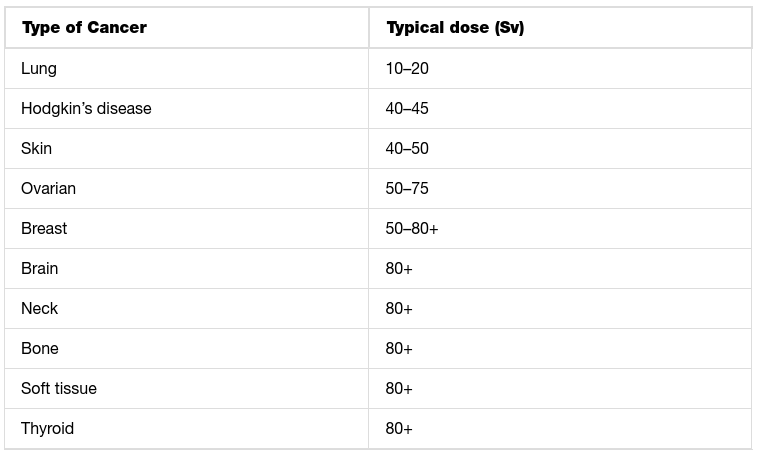 Type of Cancer Typical dose (Sv)
Lung 10–20
Hodgkin’s disease 40–45
Skin 40–50
Ovarian 50–75
Breast 50–80+
Brain 80+
Neck 80+
Bone 80+
Soft tissue 80+
Thyroid 80+